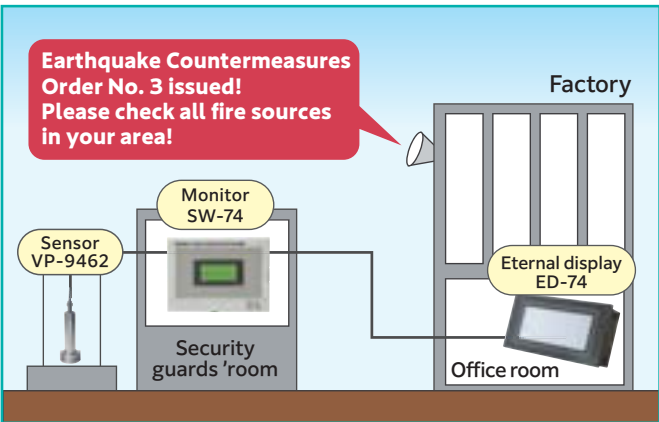 Earthquake Countermeasures
Order No. 3 issued!
Please check all fire sources
in your area!
Factory
Monitor
SW-74
Sensor
VP-9462
Eternal display
ED-74
Security
guards 'room
Office room